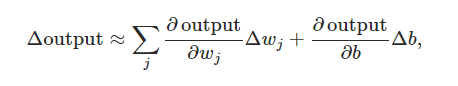 Δoutput ≈ ∑_j ∂output/∂w_j Δw_j + ∂output/∂b Δb,